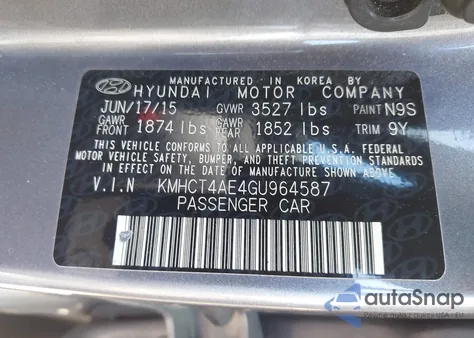 MANUFACTURED IN KOREA BY
HYUNDAI MOTOR COMPANY
JUN/17/15 GVWR 3527 lbs PAINT N9S
GAWR FRONT 1874 lbs GAWR REAR 1852 lbs TRIM 9Y
THIS VEHICLE CONFORMS TO ALL APPLICABLE U.S. FEDERAL
MOTOR VEHICLE SAFETY, BUMPER, AND THEFT PREVENTION
STANDARDS IN EFFECT ON THE DATE OF MANUFACTURE
SHOWN ABOVE.
V.I.N KMHCT4AE4GU964587
PASSENGER CAR
autoSnap